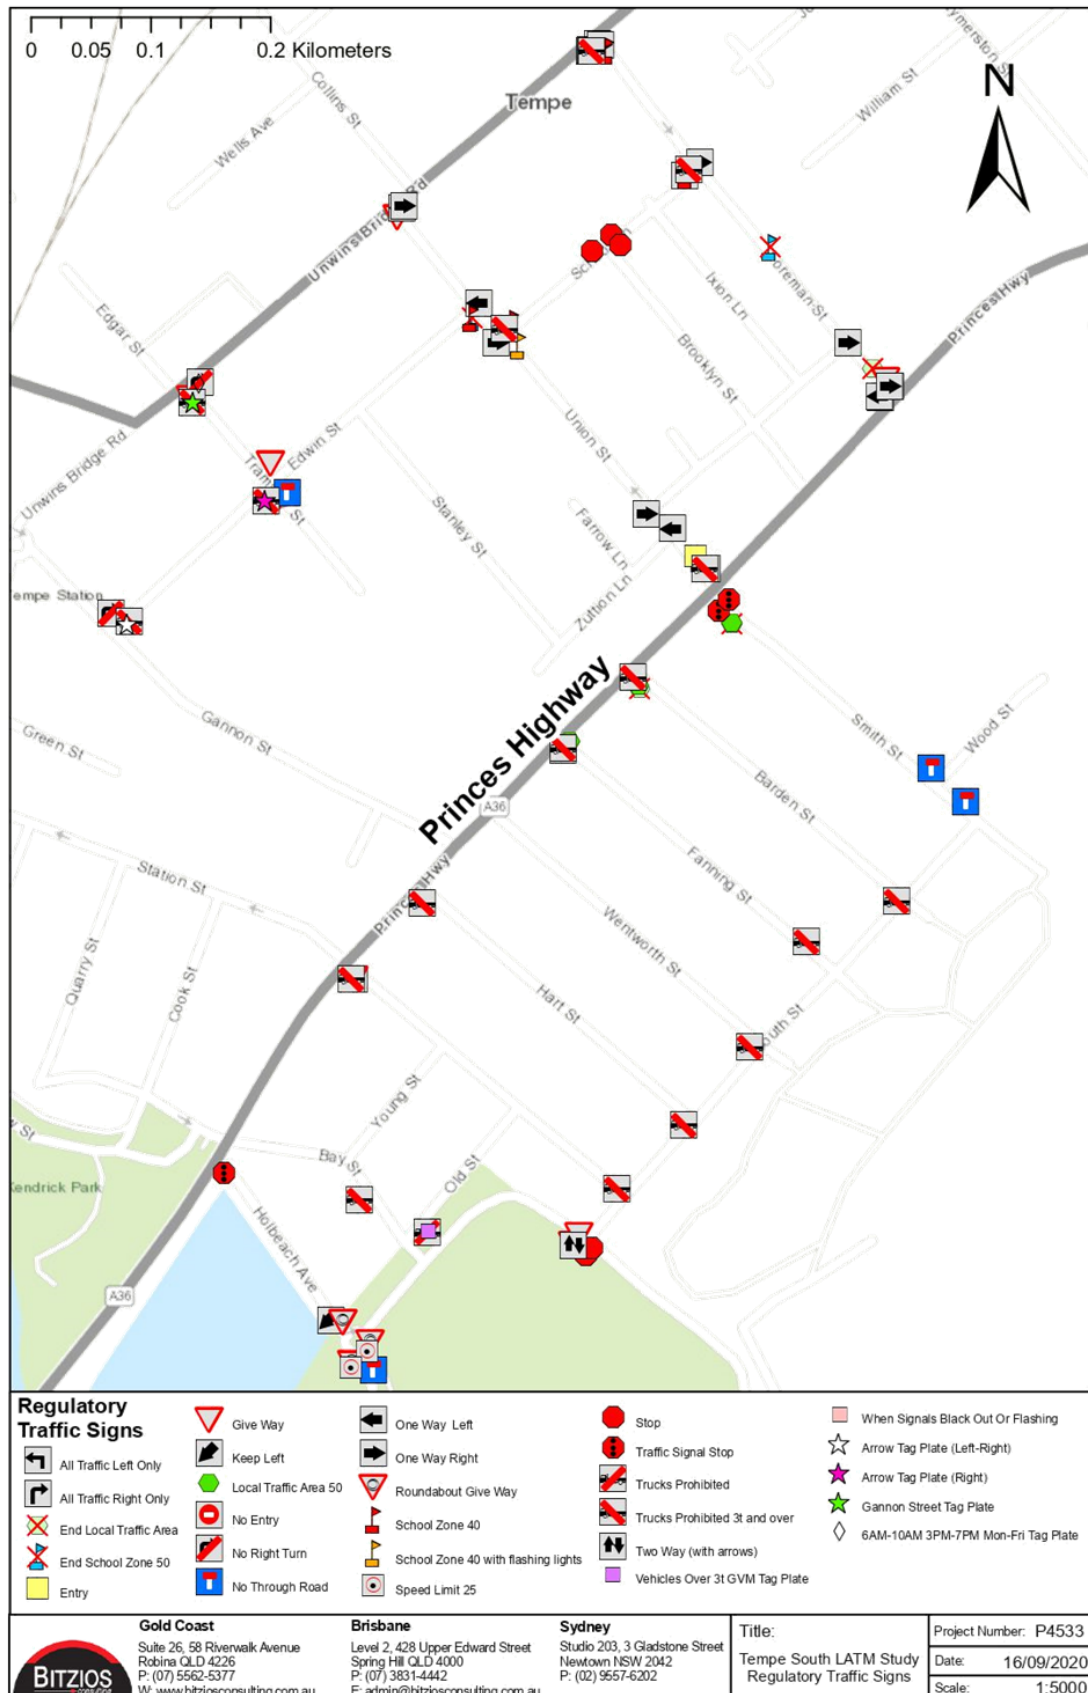 0 0.05 0.1 0.2 Kilometers
N
Tempe
Collins St
Wells Ave
William St
Unwins Bridge Rd
Edgar St
Ixion Ln
Princes Hwy
Brooklyn St
Union St
Edwin St
Unwins Bridge Rd
Stanley St
Farrow Ln
Zuttion Ln
Princes Highway
A36
Gannon St
Green St
Smith St
Wood St
Barden St
Fanning St
Wentworth St
Hart St
Station St
Quarry St
Cook St
Young St
Bay St
Old St
Holbeach Ave
A36
Regulatory
Traffic Signs
All Traffic Left Only
All Traffic Right Only
End Local Traffic Area
End School Zone 50
Entry
Give Way
Keep Left
Local Traffic Area 50
No Entry
No Right Turn
No Through Road
One Way Left
One Way Right
Roundabout Give Way
School Zone 40
School Zone 40 with flashing lights
Speed Limit 25
Stop
Traffic Signal Stop
Trucks Prohibited
Trucks Prohibited 3t and over
Two Way (with arrows)
Vehicles Over 3t GVM Tag Plate
When Signals Black Out Or Flashing
Arrow Tag Plate (Left-Right)
Arrow Tag Plate (Right)
Gannon Street Tag Plate
6AM-10AM 3PM-7PM Mon-Fri Tag Plate
BITZIOS
consulting
Gold Coast
Suite 26, 58 Riverwalk Avenue
Robina QLD 4226
P: (07) 5562-5377
W: www.bitziosconsulting.com.au
Brisbane
Level 2, 428 Upper Edward Street
Spring Hill QLD 4000
P: (07) 3831-4442
E: admin@bitziosconsulting.com.au
Sydney
Studio 203, 3 Gladstone Street
Newtown NSW 2042
P: (02) 9557-6202
Title:
Tempe South LATM Study
Regulatory Traffic Signs
Project Number: P4533
Date: 16/09/2020
Scale: 1:5000